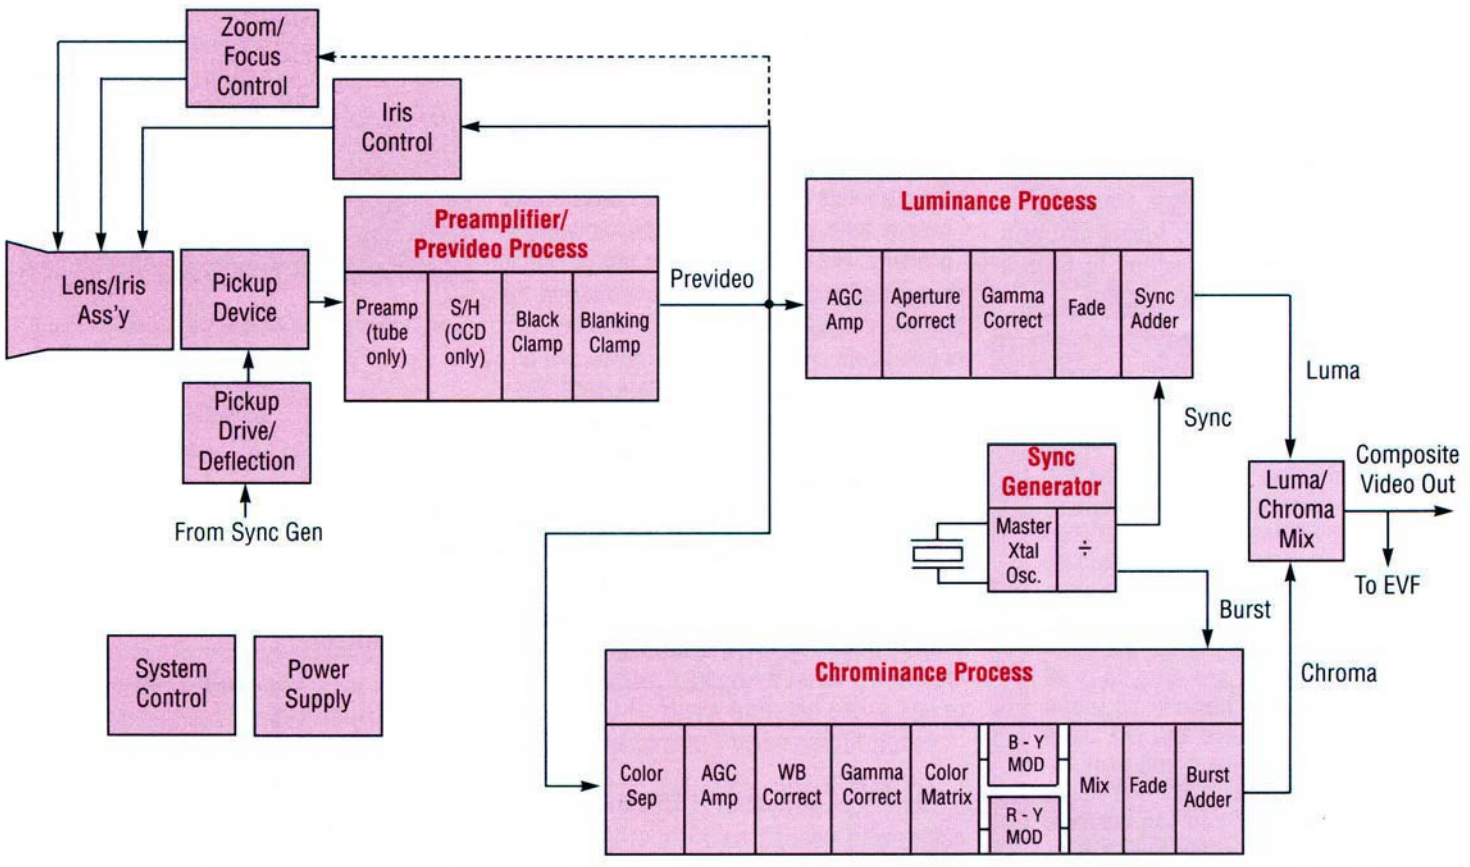 Zoom/
Focus
Control
Iris
Control
Lens/Iris
Ass'y
Pickup
Device
Pickup
Drive/
Deflection
From Sync Gen
Preamplifier/
Prevideo Process
Preamp
(tube
only)
S/H
(CCD
only)
Black
Clamp
Blanking
Clamp
Prevideo
Luminance Process
AGC
Amp
Aperture
Correct
Gamma
Correct
Fade
Sync
Adder
Luma
Sync
Sync
Generator
Master
Xtal
Osc.
÷
Burst
Luma/
Chroma
Mix
Composite
Video Out
To EVF
Chroma
System
Control
Power
Supply
Chrominance Process
Color
Sep
AGC
Amp
WB
Correct
Gamma
Correct
Color
Matrix
B - Y
MOD
R - Y
MOD
Mix
Fade
Burst
Adder